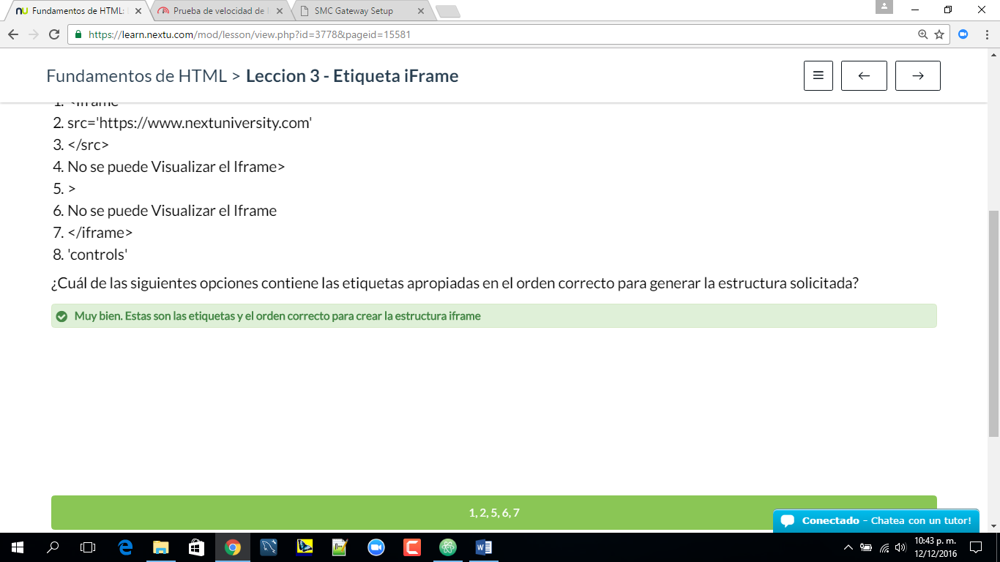 Fundamentos de HTML:
Prueba de velocidad de
SMC Gateway Setup
https://learn.nextu.com/mod/lesson/view.php?id=3778&pageid=15581
Fundamentos de HTML > Leccion 3 - Etiqueta iFrame
1. <iframe
2. src='https://www.nextuniversity.com'
3. </src>
4. No se puede Visualizar el Iframe>
5. >
6. No se puede Visualizar el Iframe
7. </iframe>
8. 'controls'
¿Cuál de las siguientes opciones contiene las etiquetas apropiadas en el orden correcto para generar la estructura solicitada?
Muy bien. Estas son las etiquetas y el orden correcto para crear la estructura iframe
1, 2, 5, 6, 7
Conectado - Chatea con un tutor!
10:43 p. m.
12/12/2016